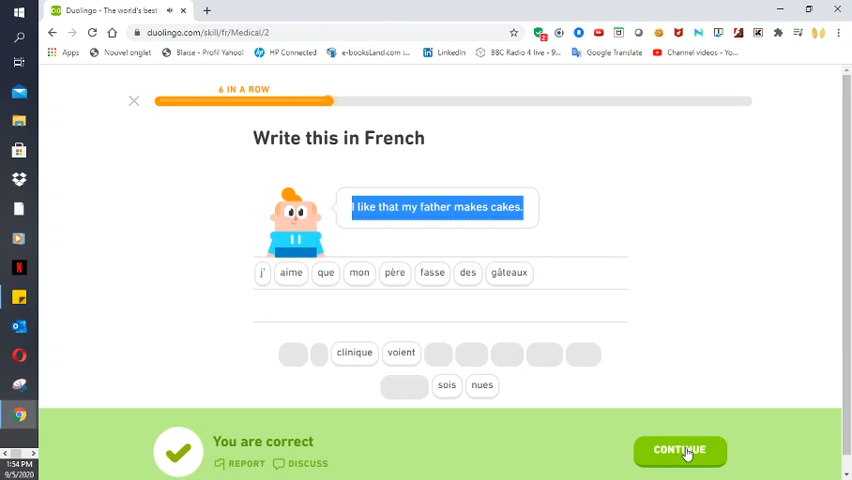 Duolingo - The world's best
duolingo.com/skill/fr/Medical/2
Apps Nouvel onglet Blaise - Profil Yahoo! HP Connected e-booksLand.com :... LinkedIn BBC Radio 4 live - 9... Google Translate Channel videos - Yo...
6 IN A ROW
Write this in French
I like that my father makes cakes.
j' aime que mon père fasse des gâteaux
clinique voient
sois nues
You are correct
REPORT DISCUSS
CONTINUE
1:54 PM
9/5/2020